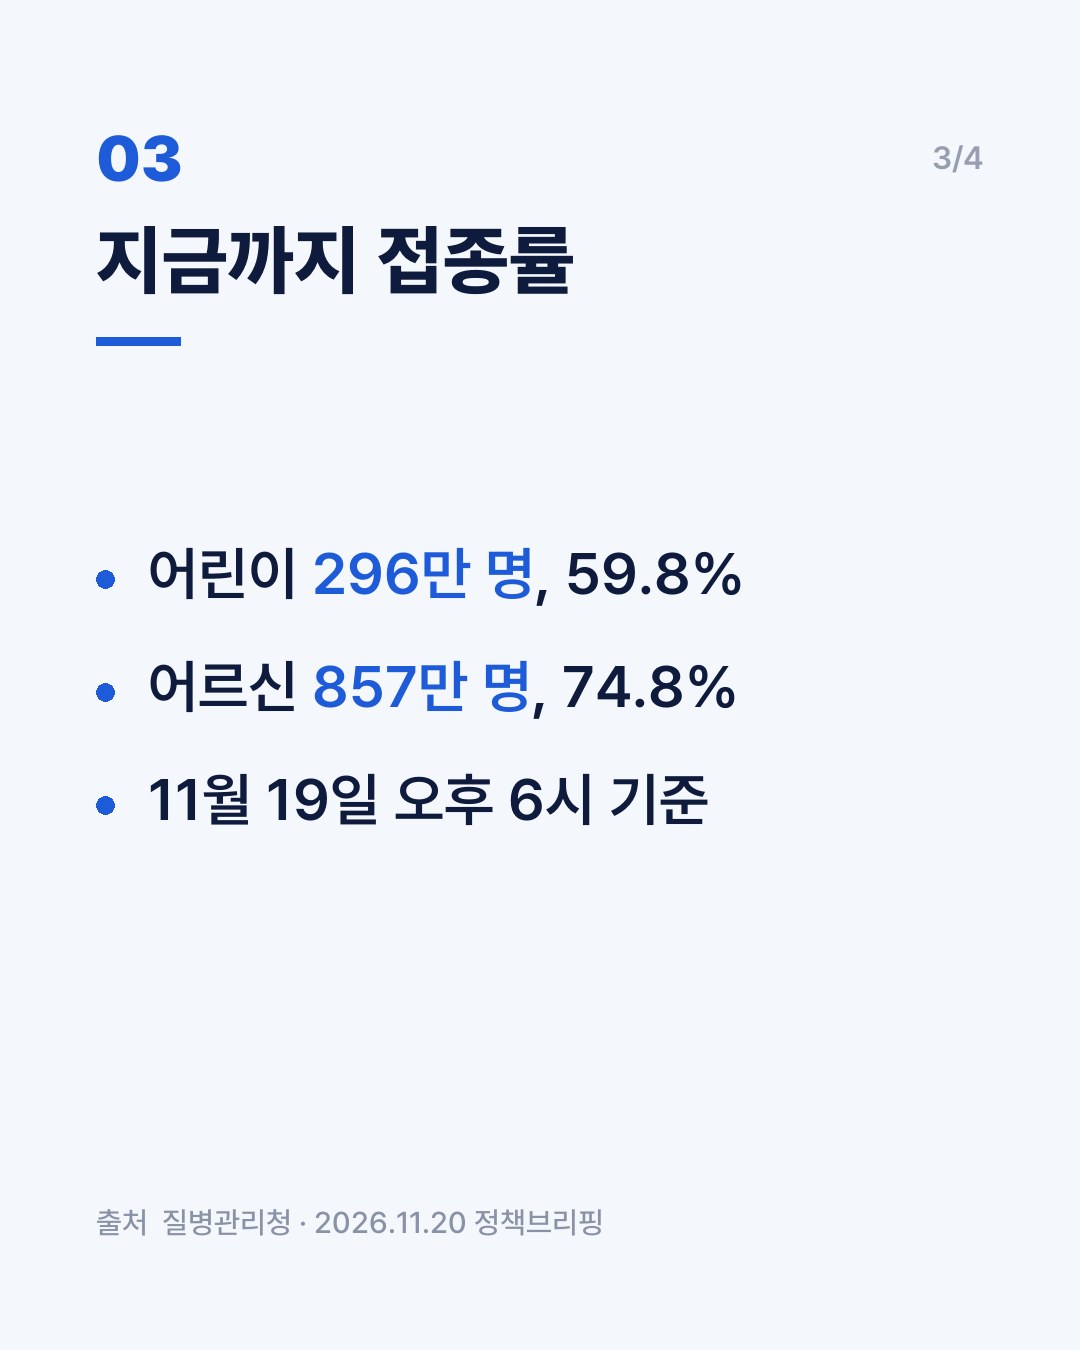 03
3/4
지금까지 접종률
어린이 296만 명, 59.8%
어르신 857만 명, 74.8%
11월 19일 오후 6시 기준
출처 질병관리청 · 2026.11.20 정책브리핑